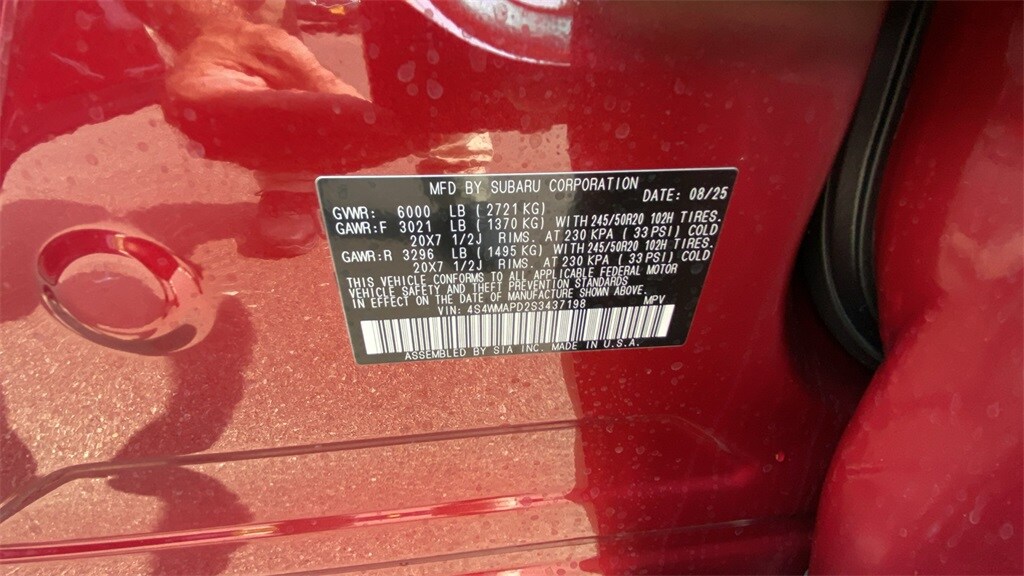 MFD BY SUBARU CORPORATION DATE: 08/25
GVWR: 6000 LB ( 2721 KG)
GAWR:F 3021 LB ( 1370 KG) WITH 245/50R20 102H TIRES.
20X7 1/2J RIMS. AT 230 KPA ( 33 PSI) COLD
GAWR:R 3296 LB ( 1495 KG) WITH 245/50R20 102H TIRES.
20X7 1/2J RIMS. AT 230 KPA ( 33 PSI) COLD
THIS VEHICLE CONFORMS TO ALL APPLICABLE FEDERAL MOTOR
VEHICLE SAFETY AND THEFT PREVENTION STANDARDS
IN EFFECT ON THE DATE OF MANUFACTURE SHOWN ABOVE.
VIN: 4S4WMAPD2S3437198 MPV
ASSEMBLED BY SIA INC. MADE IN U.S.A.